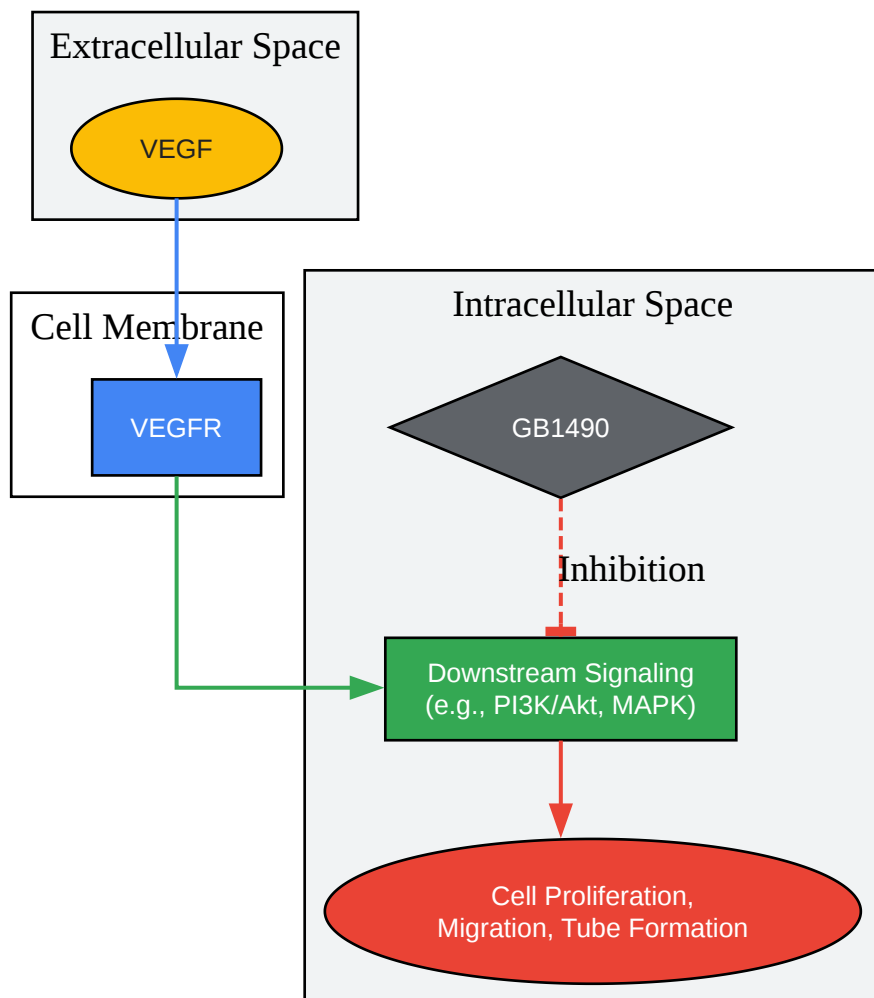 Extracellular Space
VEGF
Cell Membrane
VEGFR
Intracellular Space
GB1490
Inhibition
Downstream Signaling
(e.g., PI3K/Akt, MAPK)
Cell Proliferation,
Migration, Tube Formation